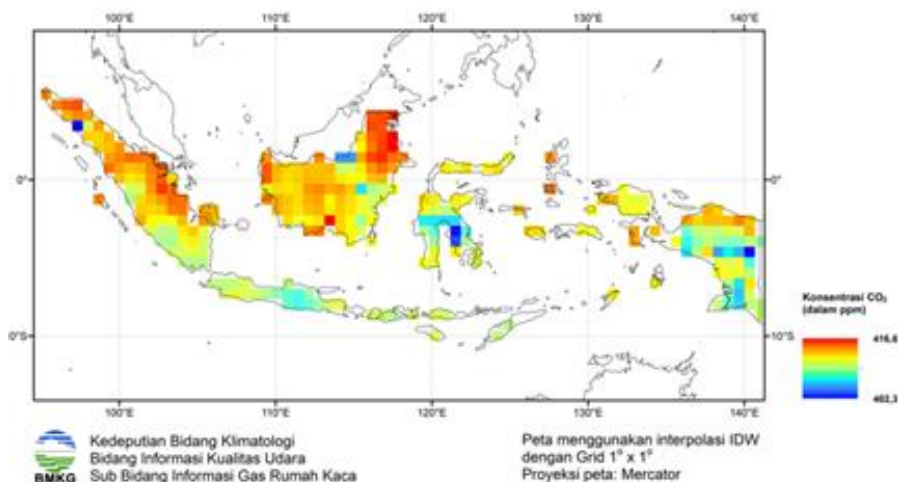 100°E 110°E 120°E 130°E 140°E
0° 0°
0°S 10°S
100°E 110°E 120°E 130°E 140°E
Konsentrasi CO₂
(dalam ppm)
416,6
402,3
BMKG
Kedeputian Bidang Klimatologi
Bidang Informasi Kualitas Udara
Sub Bidang Informasi Gas Rumah Kaca
Peta menggunakan interpolasi IDW
dengan Grid 1° x 1°
Proyeksi peta: Mercator